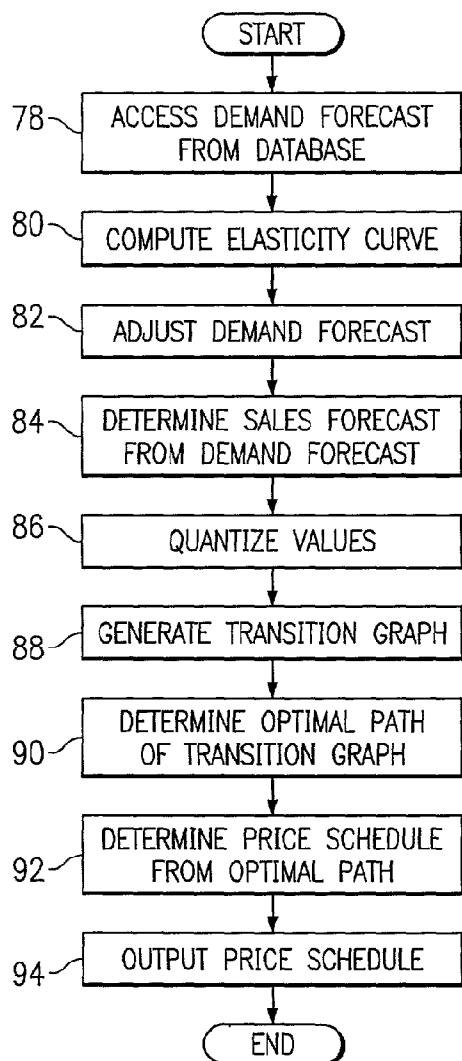 START
78
ACCESS DEMAND FORECAST
FROM DATABASE
80
COMPUTE ELASTICITY CURVE
82
ADJUST DEMAND FORECAST
84
DETERMINE SALES FORECAST
FROM DEMAND FORECAST
86
QUANTIZE VALUES
88
GENERATE TRANSITION GRAPH
90
DETERMINE OPTIMAL PATH
OF TRANSITION GRAPH
92
DETERMINE PRICE SCHEDULE
FROM OPTIMAL PATH
94
OUTPUT PRICE SCHEDULE
END